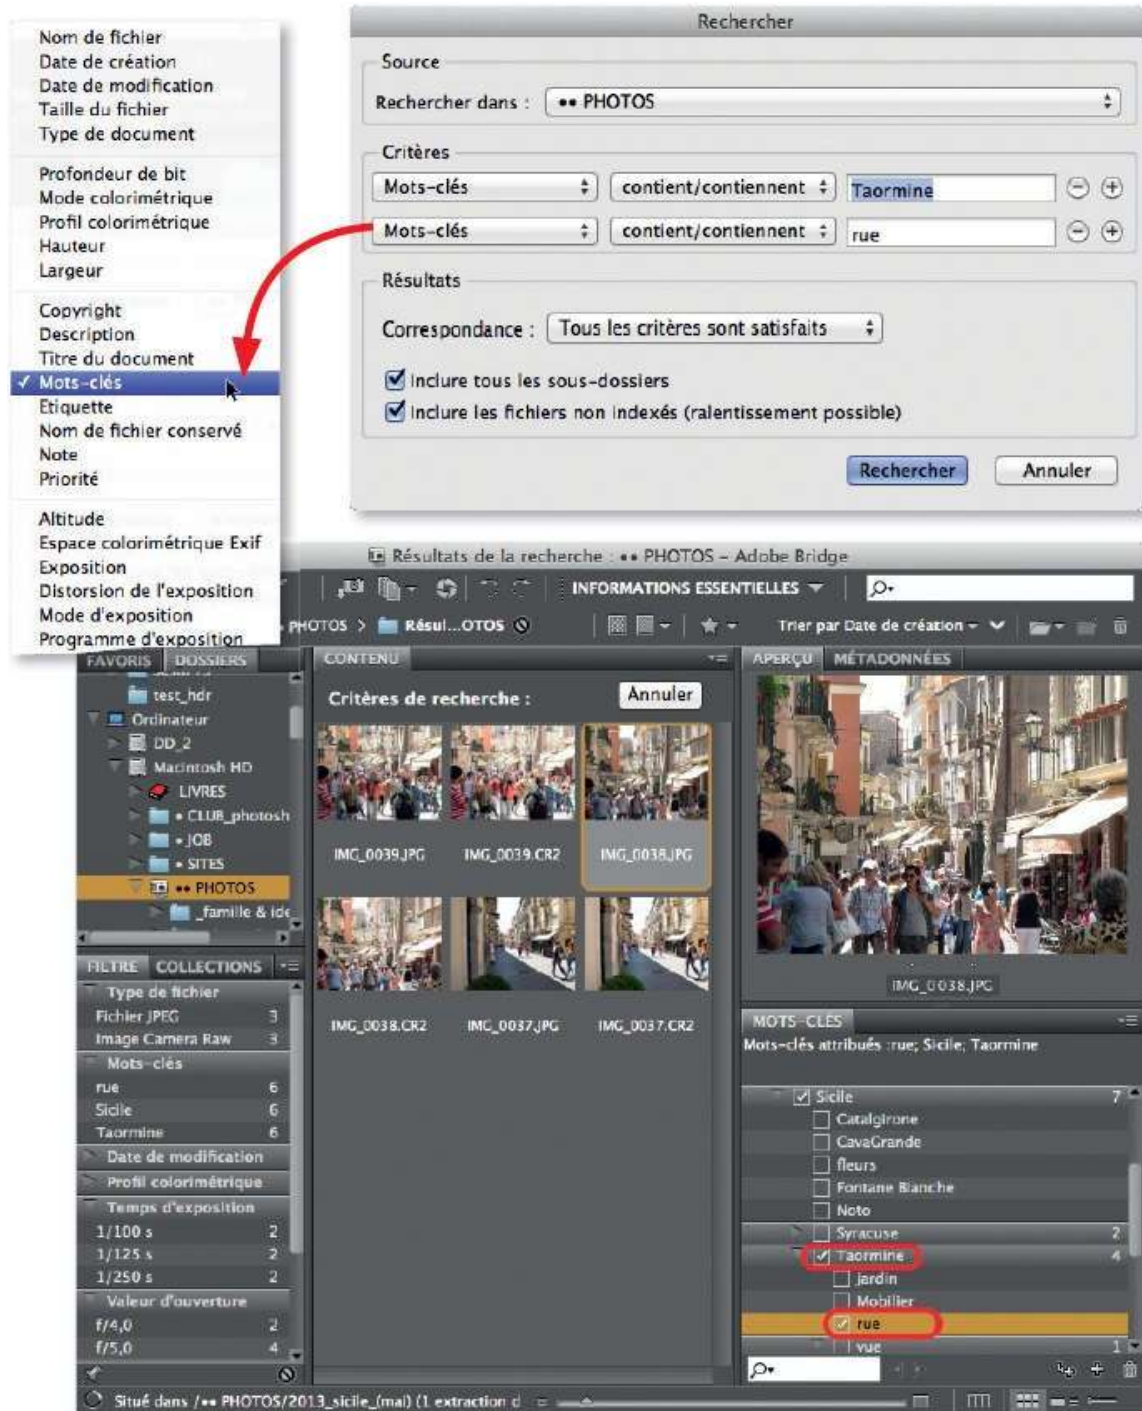 Nom de fichier
Date de création
Date de modification
Taille du fichier
Type de document
Profondeur de bit
Mode colorimétrique
Profil colorimétrique
Hauteur
Largeur
Copyright
Description
Titre du document
✓ Mots-clés
Etiquette
Nom de fichier conservé
Note
Priorité
Altitude
Espace colorimétrique Exif
Exposition
Distorsion de l'exposition
Mode d'exposition
Programme d'exposition
Rechercher
Source
Rechercher dans : •• PHOTOS
Critères
Mots-clés contient/contiennent Taormine
Mots-clés contient/contiennent rue
Résultats
Correspondance : Tous les critères sont satisfaits
Inclure tous les sous-dossiers
Inclure les fichiers non indexés (ralentissement possible)
Rechercher Annuler
Résultats de la recherche : •• PHOTOS – Adobe Bridge
INFORMATIONS ESSENTIELLES
PHOTOS > Résul...OTOS
Trier par Date de création
FAVORIS DOSSIERS
test_hdr
Ordinateur
DD_2
Macintosh HD
LIVRES
• CLUB_photosh
• JOB
• SITES
•• PHOTOS
_famille & ide
FILTRE COLLECTIONS
Type de fichier
Fichier JPEG 3
Image Camera Raw 3
Mots-clés
rue 6
Sicile 6
Taormine 6
Date de modification
Profil colorimétrique
Temps d'exposition
1/100 s 2
1/125 s 2
1/250 s 2
Valeur d'ouverture
f/4,0 2
f/5,0 4
CONTENU
Critères de recherche : Annuler
IMG_0039.JPG IMG_0039.CR2 IMG_0038.JPG
IMG_0038.CR2 IMG_0037.JPG IMG_0037.CR2
APERÇU MÉTADONNÉES
IMG_0038.JPG
MOTS-CLÉS
Mots-clés attribués :rue; Sicile; Taormine
Sicile 7
Catalgirone
CavaGrande
fleurs
Fontane Blanche
Noto
Syracuse 2
Taormine 4
jardin
Mobilier
rue
vue 1
Situé dans /•• PHOTOS/2013_sicile_(mai) (1 extraction d